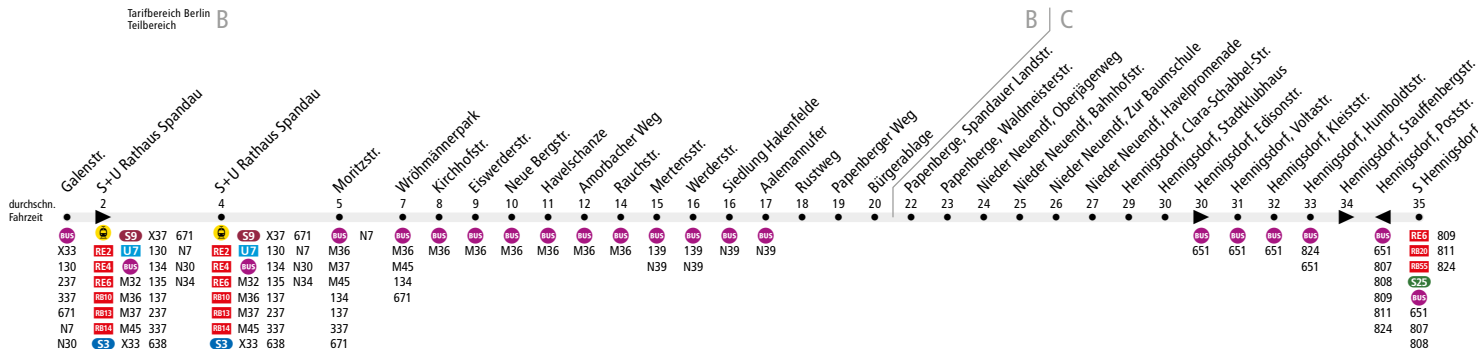 Tarifbereich Berlin B
Teilbereich
B C
Galenstr.
S+U Rathaus Spandau
S+U Rathaus Spandau
Moritzstr.
Wröhmännerpark
Kirchhofstr.
Eiswerderstr.
Neue Bergstr.
Havelschanze
Amorbacher Weg
Rauchstr.
Mertensstr.
Werderstr.
Siedlung Hakenfelde
Aalemannufer
Rustweg
Papenberger Weg
Bürgerablage
Papenberge, Spandauer Landstr.
Papenberge, Waldmeisterstr.
Nieder Neuendf, Oberjägerweg
Nieder Neuendf, Bahnhofstr.
Nieder Neuendf, Zur Baumschule
Nieder Neuendf, Havelpromenade
Hennigsdorf, Clara-Schabbel-Str.
Hennigsdorf, Stadtklubhaus
Hennigsdorf, Edisonstr.
Hennigsdorf, Voltastr.
Hennigsdorf, Kleiststr.
Hennigsdorf, Humboldtstr.
Hennigsdorf, Stauffenbergstr.
Hennigsdorf, Poststr.
S Hennigsdorf
durchschn. 2 4 5 7 8 9 10 11 12 14 15 16 16 17 18 19 20 22 23 24 25 26 27 29 30 30 31 32 33 34 35
Fahrzeit
BUS S9 X37 671 S9 X37 671 BUS N7 BUS BUS BUS BUS BUS BUS BUS BUS BUS BUS BUS BUS BUS BUS BUS BUS RE6 809
X33 RE2 U7 130 N7 RE2 U7 130 N7 M36 M36 M36 M36 M36 M36 M36 M36 139 139 N39 N39 651 651 651 824 651 RB20 811
130 RE4 BUS 134 N30 RE4 BUS 134 N30 M37 M45 N39 N39 651 807 RB55 824
237 RE6 M32 135 N34 RE6 M32 135 N34 M45 134 808 S25
337 RB10 M36 137 RB10 M36 137 134 671 809 BUS
671 RB13 M37 237 RB13 M37 237 137 811 651
N7 RB14 M45 337 RB14 M45 337 337 824 807
N30 S3 X33 638 S3 X33 638 671 808